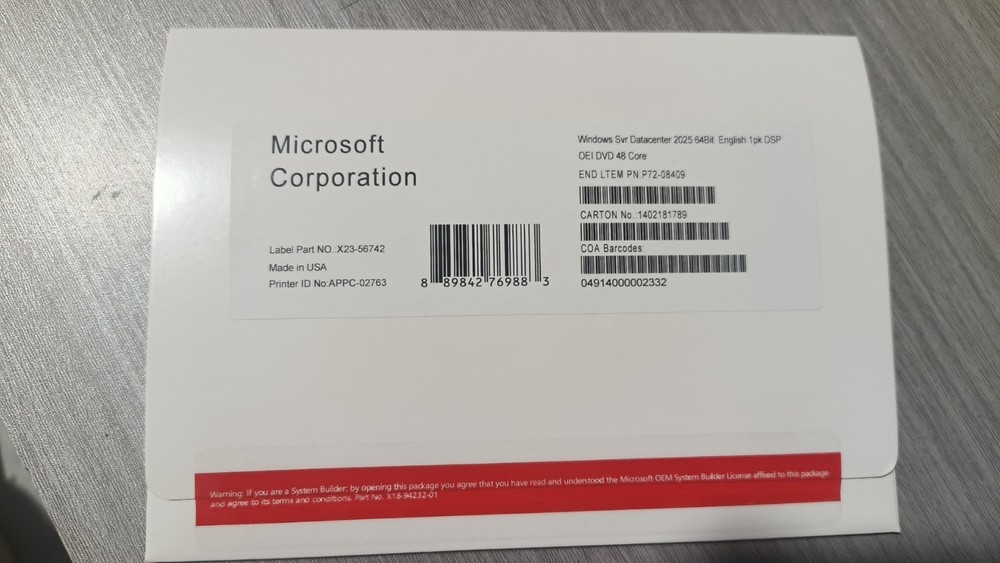 Microsoft
Corporation
Label Part NO.:X23-56742
Made in USA
Printer ID No:APPC-02763
8 89842 76988 3
Windows Svr Datacenter 2025 64Bit English 1pk DSP
OEI DVD 48 Core
END LTEM PN:P72-08409
CARTON No.:1402181789
COA Barcodes:
04914000002332
Warning: If you are a System Builder; by opening this package you agree that you have read and understood the Microsoft OEM System Builder License affixed to this package
and agree to its terms and conditions. Part No. X18-94232-01